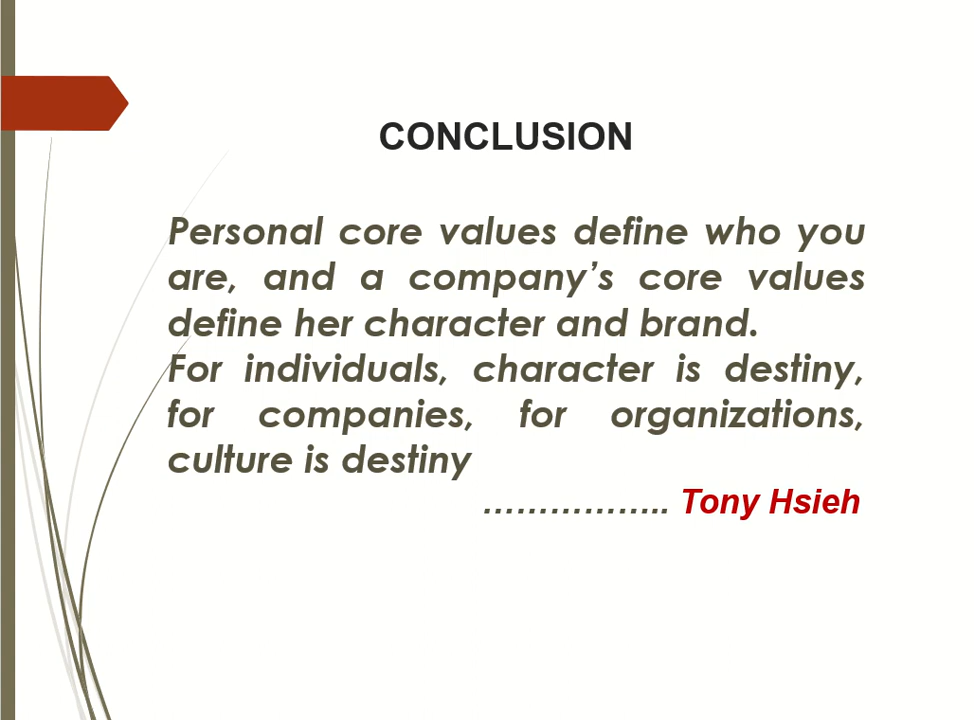 CONCLUSION
Personal core values define who you
are, and a company’s core values
define her character and brand.
For individuals, character is destiny,
for companies, for organizations,
culture is destiny
…………….. Tony Hsieh